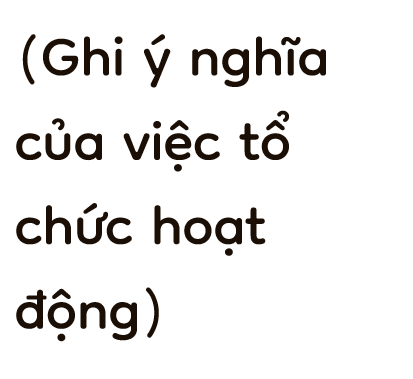 (Ghi ý nghĩa
của việc tổ
chức hoạt
động)